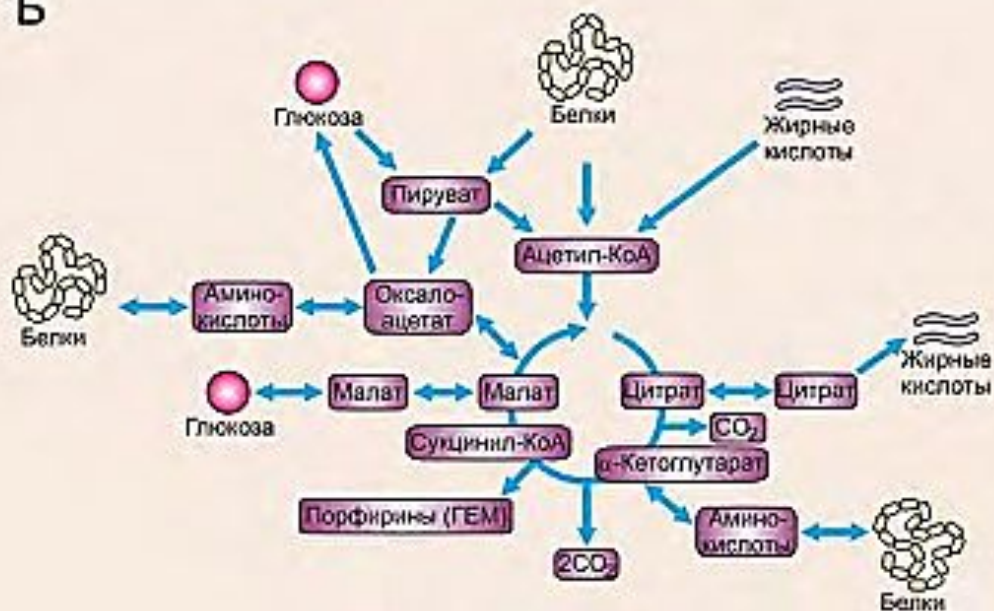 Б
Глюкоза
Белки
Жирные
кислоты
Пируват
Ацетил-КоА
Белки
Амино-
кислоты
Оксало-
ацетат
Жирные
кислоты
Глюкоза
Малат
Малат
Цитрат
Цитрат
CO2
Сукцинил-КоА
α-Кетоглутарат
Порфирины (ГЕМ)
Амино-
кислоты
2CO2
Белки